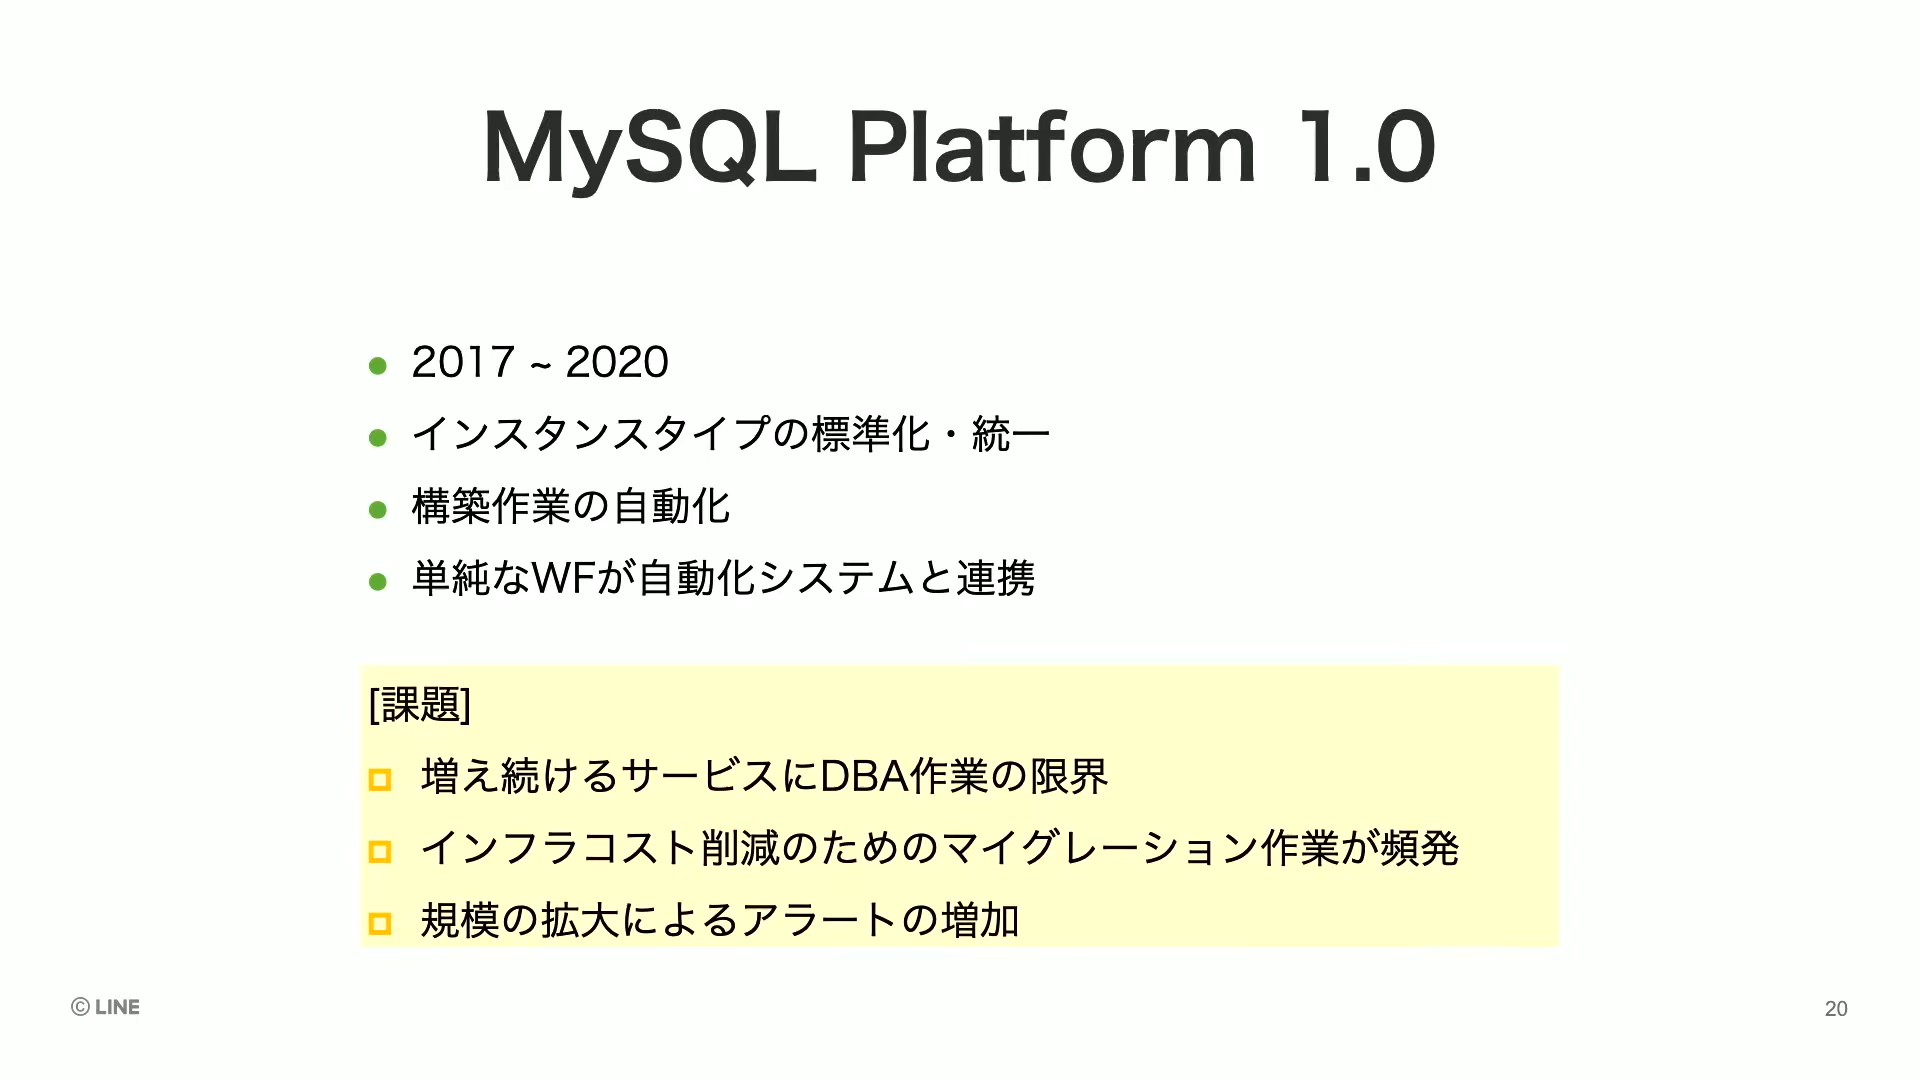 MySQL Platform 1.0
2017 ~ 2020
インスタンスタイプの標準化・統一
構築作業の自動化
単純なWFが自動化システムと連携
[課題]
増え続けるサービスにDBA作業の限界
インフラコスト削減のためのマイグレーション作業が頻発
規模の拡大によるアラートの増加
© LINE
20